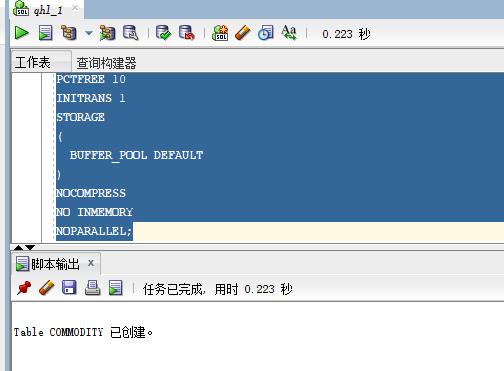 qhl_1
0.223 秒
工作表
查询构建器
PCTFREE 10
INITRANS 1
STORAGE
(
BUFFER_POOL DEFAULT
)
NOCOMPRESS
NO INMEMORY
NOPARALLEL;
脚本输出
任务已完成, 用时 0.223 秒
Table COMMODITY 已创建。